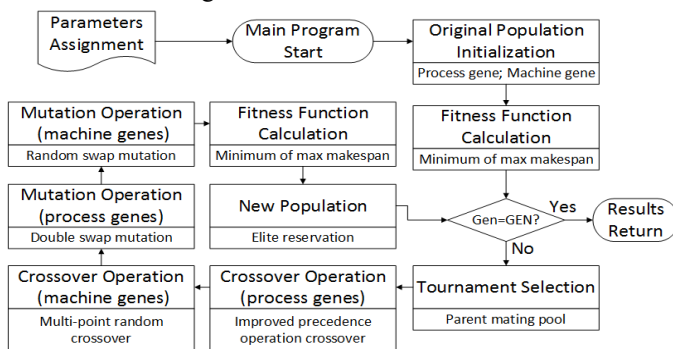 Parameters
Assignment
Main Program
Start
Original Population
Initialization
Process gene; Machine gene
Mutation Operation
(machine genes)
Random swap mutation
Fitness Function
Calculation
Minimum of max makespan
Fitness Function
Calculation
Minimum of max makespan
Mutation Operation
(process genes)
Double swap mutation
New Population
Elite reservation
Gen=GEN?
Yes
Results
Return
No
Crossover Operation
(machine genes)
Multi-point random
crossover
Crossover Operation
(process genes)
Improved precedence
operation crossover
Tournament Selection
Parent mating pool